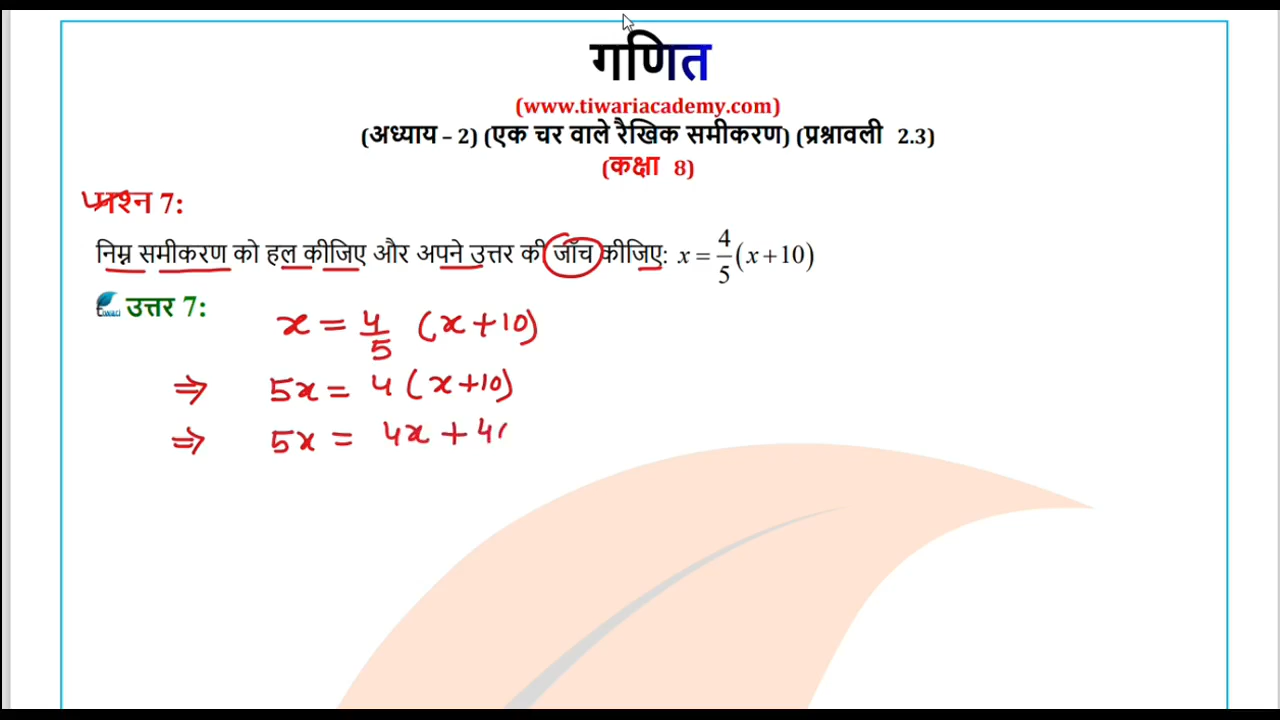 गणित
(www.tiwariacademy.com)
(अध्याय – 2) (एक चर वाले रैखिक समीकरण) (प्रश्नावली 2.3)
(कक्षा 8)
प्रश्न 7:
निम्न समीकरण को हल कीजिए और अपने उत्तर की जाँच कीजिए: x = 4/5 (x + 10)
उत्तर 7:
x = 4/5 (x + 10)
⇒ 5x = 4 (x + 10)
⇒ 5x = 4x + 4(